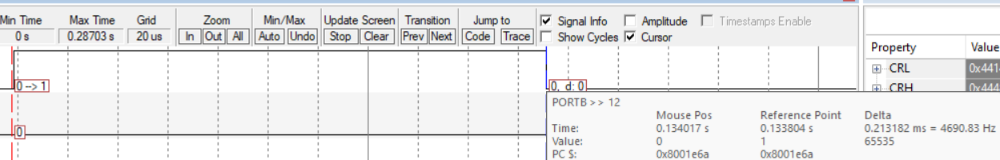 Min Time Max Time Grid Zoom Min/Max Update Screen Transition Jump to Signal Info Amplitude Timestamps Enable
0 s 0.28703 s 20 us In Out All Auto Undo Stop Clear Prev Next Code Trace Show Cycles Cursor
Property Value
CRL 0x441
CRH 0x444
0 --> 1
0, d: 0
0
PORTB >> 12
Mouse Pos Reference Point Delta
Time: 0.134017 s 0.133804 s 0.213182 ms = 4690.83 Hz
Value: 0 1 65535
PC $: 0x8001e6a 0x8001e6a